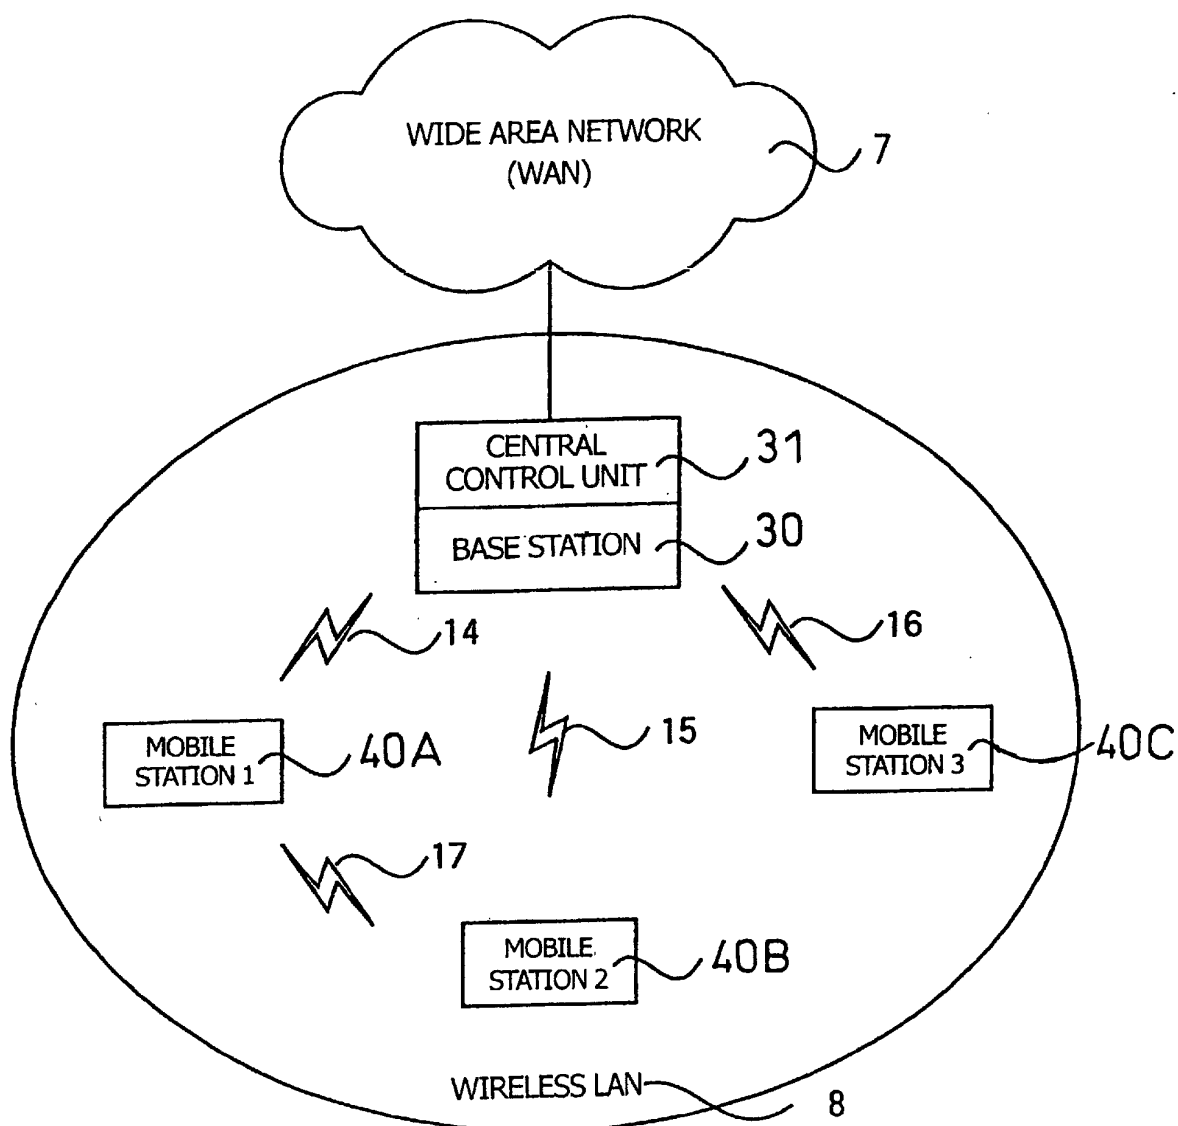 WIDE AREA NETWORK
(WAN)
7
CENTRAL
CONTROL UNIT
31
BASE STATION
30
14
16
15
MOBILE
STATION 1
40A
MOBILE
STATION 3
40C
17
MOBILE
STATION 2
40B
WIRELESS LAN
8